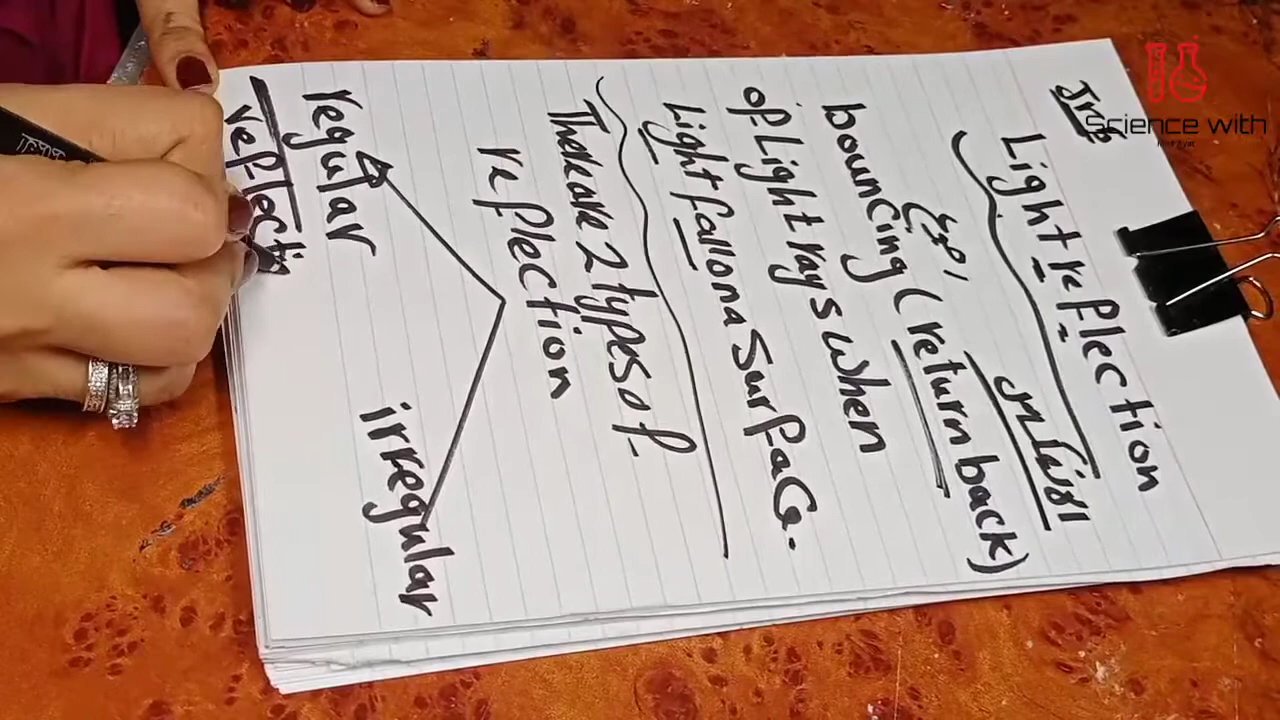 Science with
Light reflection
ارتداد
bouncing (return back)
of Light rays when
Light fall on a Surface.
There are 2 types of
reflection
regular
irregular
reflecti